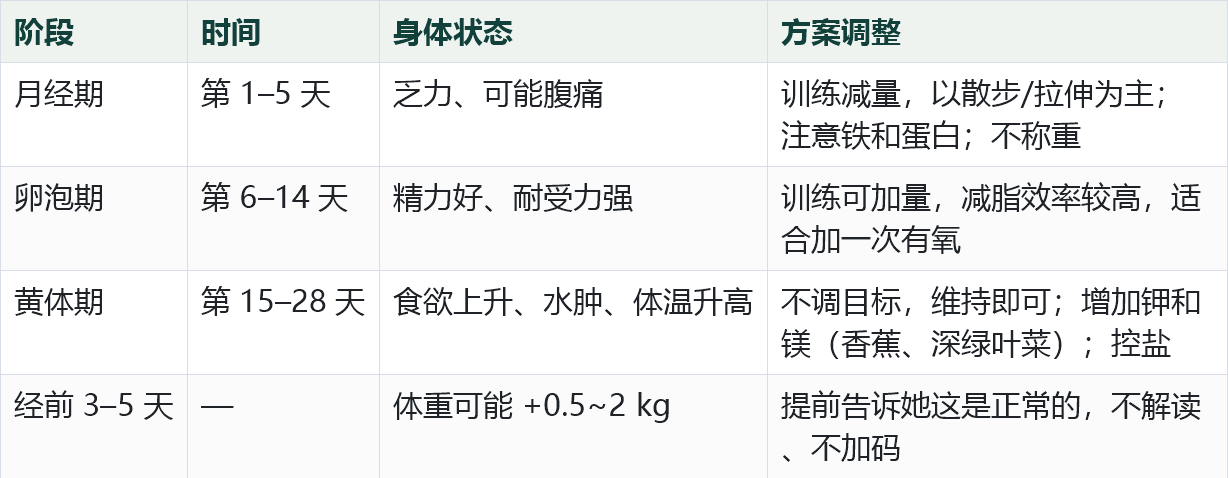 阶段 时间 身体状态 方案调整
月经期 第 1–5 天 乏力、可能腹痛 训练减量，以散步/拉伸为主；
注意铁和蛋白；不称重
卵泡期 第 6–14 天 精力好、耐受力强 训练可加量，减脂效率较高，适
合加一次有氧
黄体期 第 15–28 天 食欲上升、水肿、体温升高 不调目标，维持即可；增加钾和
镁（香蕉、深绿叶菜）；控盐
经前 3–5 天 — 体重可能 +0.5~2 kg 提前告诉她这是正常的，不解读
、不加码